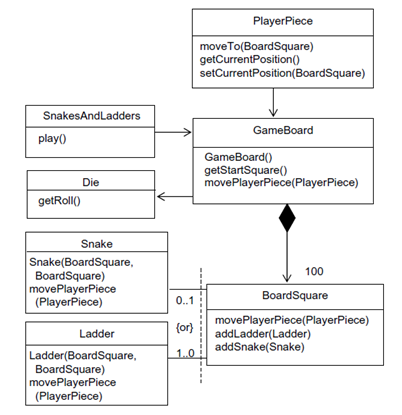 PlayerPiece
moveTo(BoardSquare)
getCurrentPosition()
setCurrentPosition(BoardSquare)
SnakesAndLadders
play()
GameBoard
GameBoard()
getStartSquare()
movePlayerPiece(PlayerPiece)
Die
getRoll()
Snake
Snake(BoardSquare,
BoardSquare)
movePlayerPiece
(PlayerPiece)
0..1
{or}
1..0
Ladder
Ladder(BoardSquare,
BoardSquare)
movePlayerPiece
(PlayerPiece)
100
BoardSquare
movePlayerPiece(PlayerPiece)
addLadder(Ladder)
addSnake(Snake)